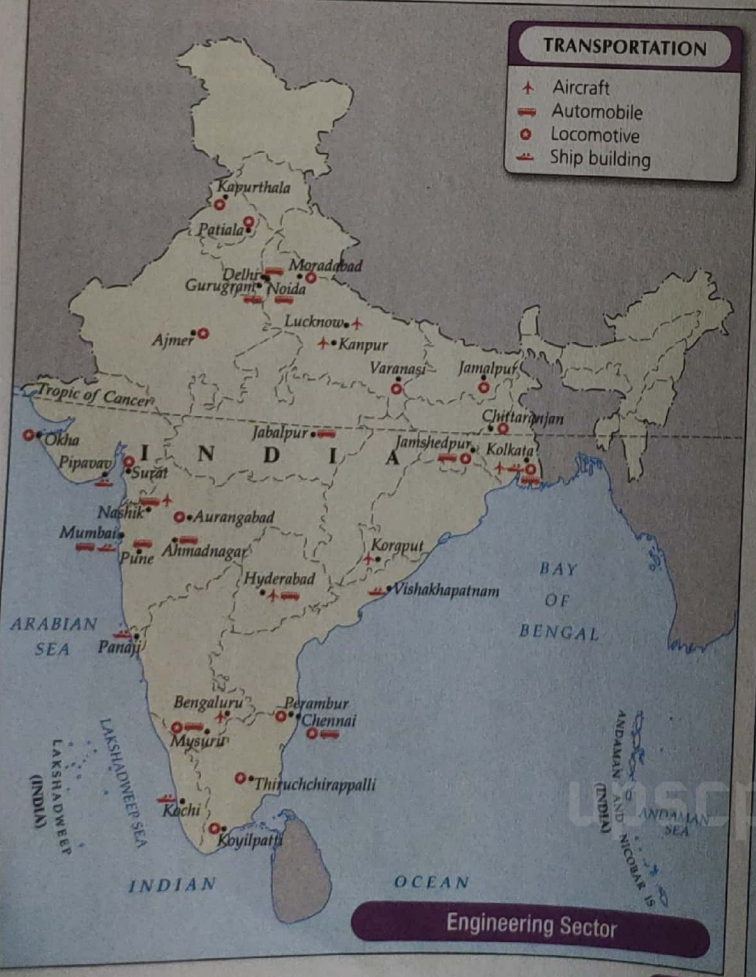 TRANSPORTATION
Aircraft
Automobile
Locomotive
Ship building
Kapurthala
Patiala
Delhi
Moradabad
Gurugram
Noida
Lucknow
Kanpur
Ajmer
Varanasi
Jamalpur
Tropic of Cancer
Chittaranjan
Okha
Jabalpur
Jamshedpur
Kolkata
INDIA
Pipavav
Surat
Nashik
Aurangabad
Mumbai
Pune
Ahmadnagar
Korgput
Hyderabad
Vishakhapatnam
BAY
OF
BENGAL
ARABIAN
SEA
Panaji
Bengaluru
Perambur
Chennai
Mysuru
LAKSHADWEEP
(INDIA)
LAKSHADWEEP SEA
Thiruchchirappalli
Kochi
Koyilpatti
ANDAMAN AND NICOBAR IS
(INDIA)
ANDAMAN
SEA
INDIAN OCEAN
Engineering Sector